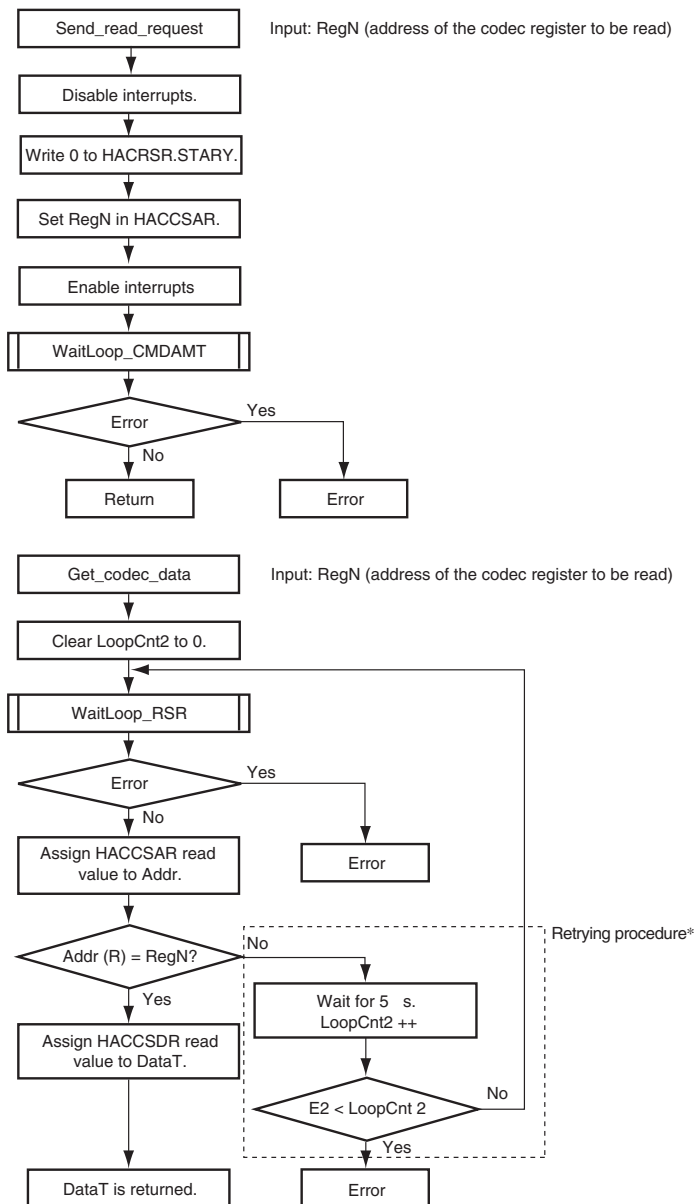 Send_read_request
Input: RegN (address of the codec register to be read)
Disable interrupts.
Write 0 to HACRSR.STARY.
Set RegN in HACCSAR.
Enable interrupts
WaitLoop_CMDAMT
Error
Yes
No
Return
Error
Get_codec_data
Input: RegN (address of the codec register to be read)
Clear LoopCnt2 to 0.
WaitLoop_RSR
Error
Yes
No
Assign HACCSAR read
value to Addr.
Error
Addr (R) = RegN?
No
Retrying procedure*
Yes
Wait for 5 s.
LoopCnt2 ++
Assign HACCSDR read
value to DataT.
E2 < LoopCnt 2
No
Yes
DataT is returned.
Error